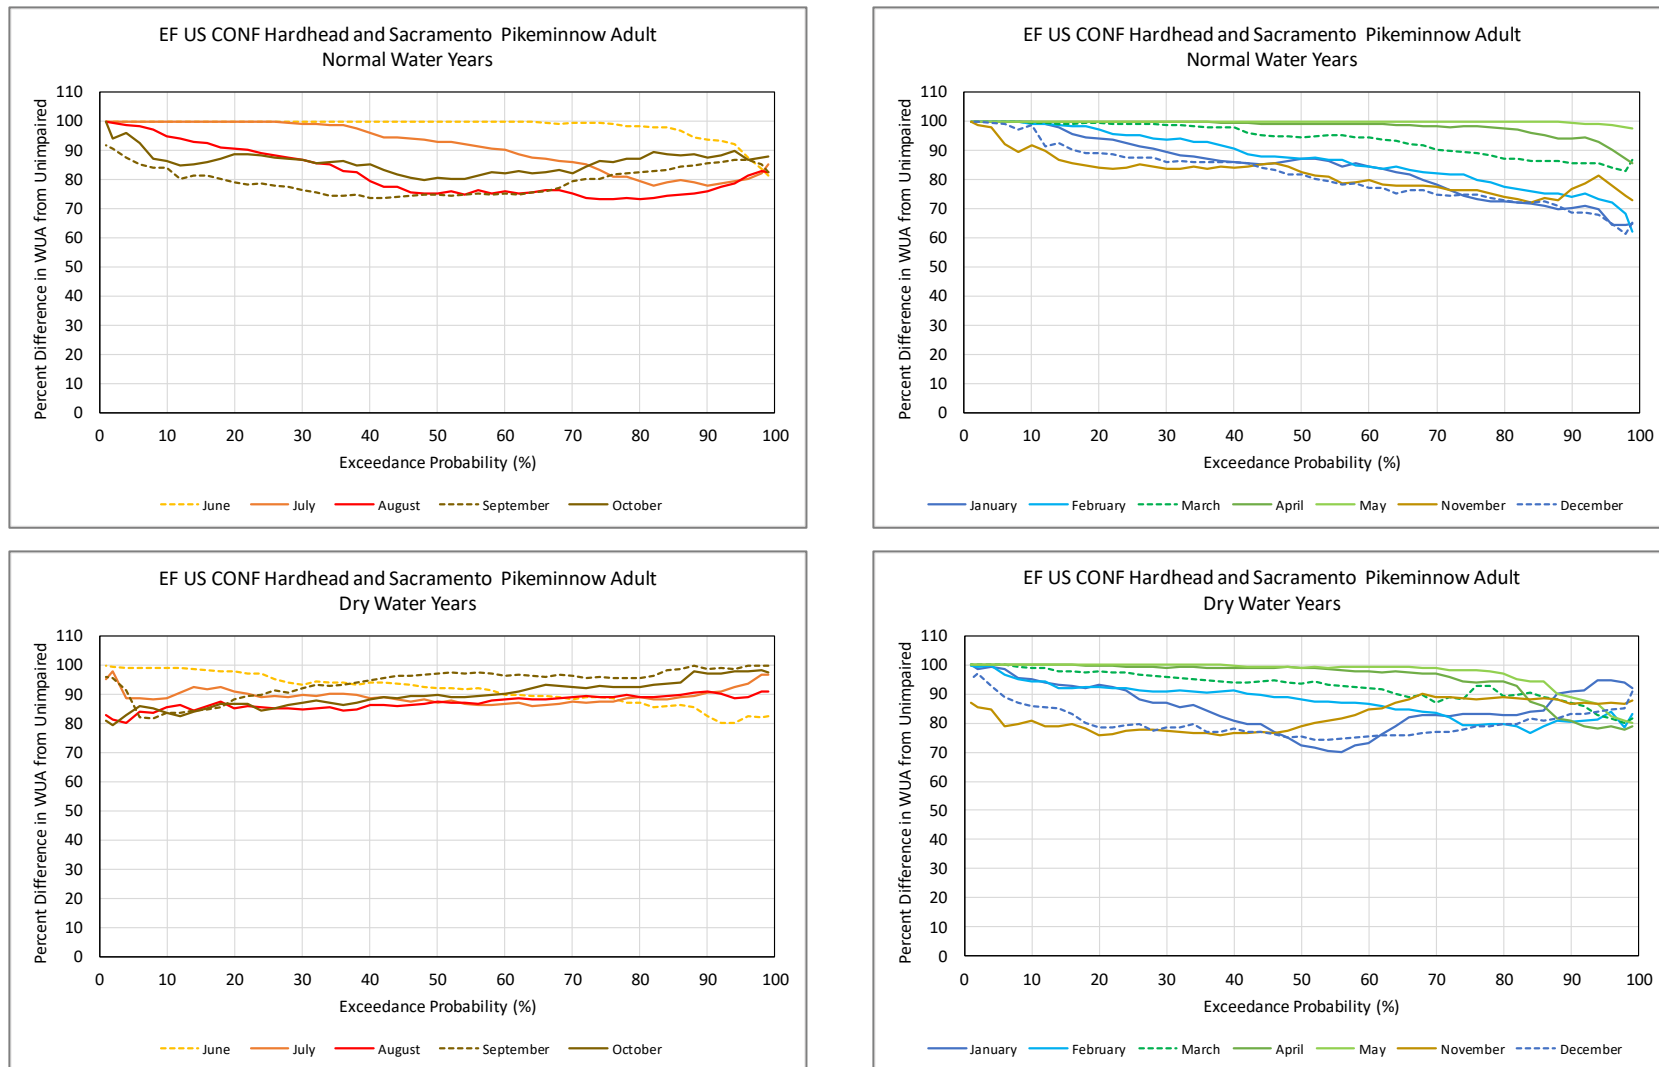 EF US CONF Hardhead and Sacramento Pikeminnow Adult
Normal Water Years
Percent Difference in WUA from Unimpaired
110
100
90
80
70
60
50
40
30
20
10
0
0 10 20 30 40 50 60 70 80 90 100
Exceedance Probability (%)
June July August September October
EF US CONF Hardhead and Sacramento Pikeminnow Adult
Normal Water Years
Percent Difference in WUA from Unimpaired
110
100
90
80
70
60
50
40
30
20
10
0
0 10 20 30 40 50 60 70 80 90 100
Exceedance Probability (%)
January February March April May November December
EF US CONF Hardhead and Sacramento Pikeminnow Adult
Dry Water Years
Percent Difference in WUA from Unimpaired
110
100
90
80
70
60
50
40
30
20
10
0
0 10 20 30 40 50 60 70 80 90 100
Exceedance Probability (%)
June July August September October
EF US CONF Hardhead and Sacramento Pikeminnow Adult
Dry Water Years
Percent Difference in WUA from Unimpaired
110
100
90
80
70
60
50
40
30
20
10
0
0 10 20 30 40 50 60 70 80 90 100
Exceedance Probability (%)
January February March April May November December